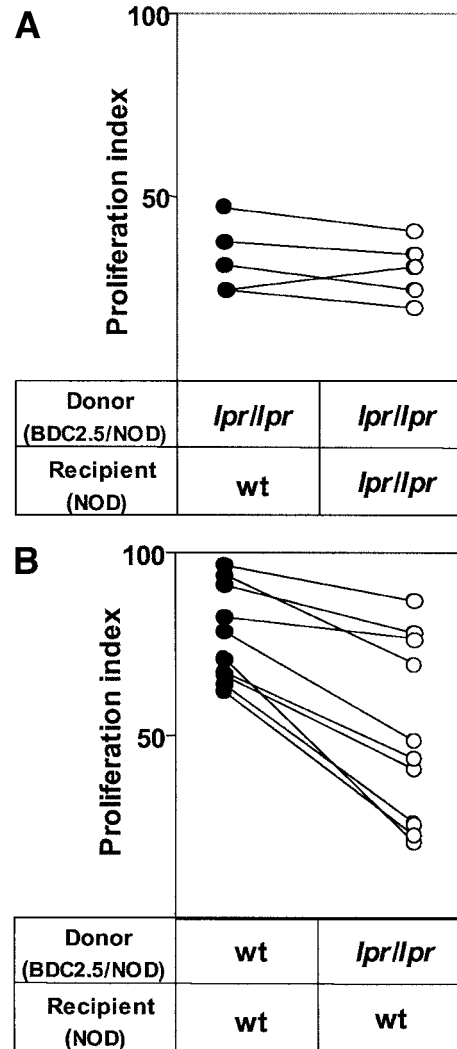 A
100
50
Proliferation index
Donor
(BDC2.5/NOD)
lpr/lpr
lpr/lpr
Recipient
(NOD)
wt
lpr/lpr
B
100
50
Proliferation index
Donor
(BDC2.5/NOD)
wt
lpr/lpr
Recipient
(NOD)
wt
wt